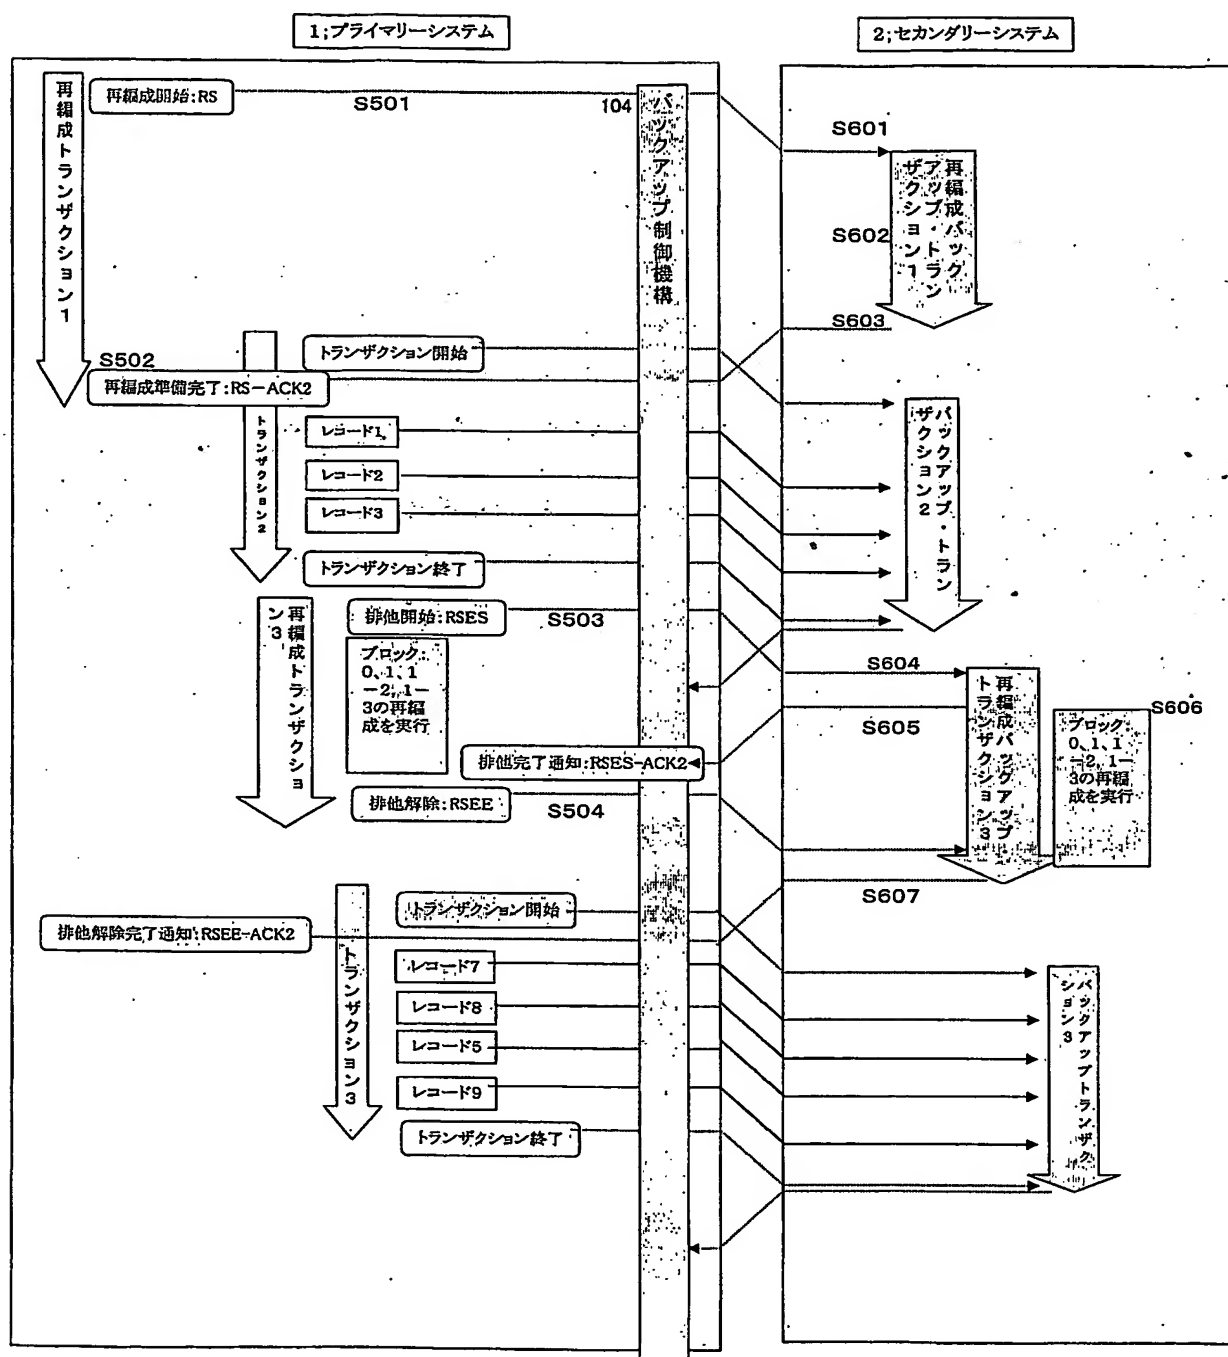 1;プライマリーシステム
2;セカンダリーシステム
再編成トランザクション1
再編成開始:RS
S501
104
バックアップ制御機構
S601
再編成バック
アップ・トラン
ザクション1
S602
S603
トランザクション開始
S502
再編成準備完了:RS-ACK2
トランザクション2
レコード1
レコード2
レコード3
トランザクション終了
バックアップ・トラン
ザクション2
再編成トランザクショ
ン3
排他開始:RSES
S503
ブロック:
0、1、1
-2、1-
3の再編
成を実行
S604
再編成バックアップ・
トランザクション3
S605
S606
ブロック:
0、1、1
-2、1-
3の再編
成を実行
排他完了通知:RSES-ACK2
排他解除:RSEE
S504
S607
トランザクション開始
排他解除完了通知:RSEE-ACK2
トランザクション3
レコード7
レコード8
レコード5
レコード9
トランザクション終了
バックアップトランザク
ション3